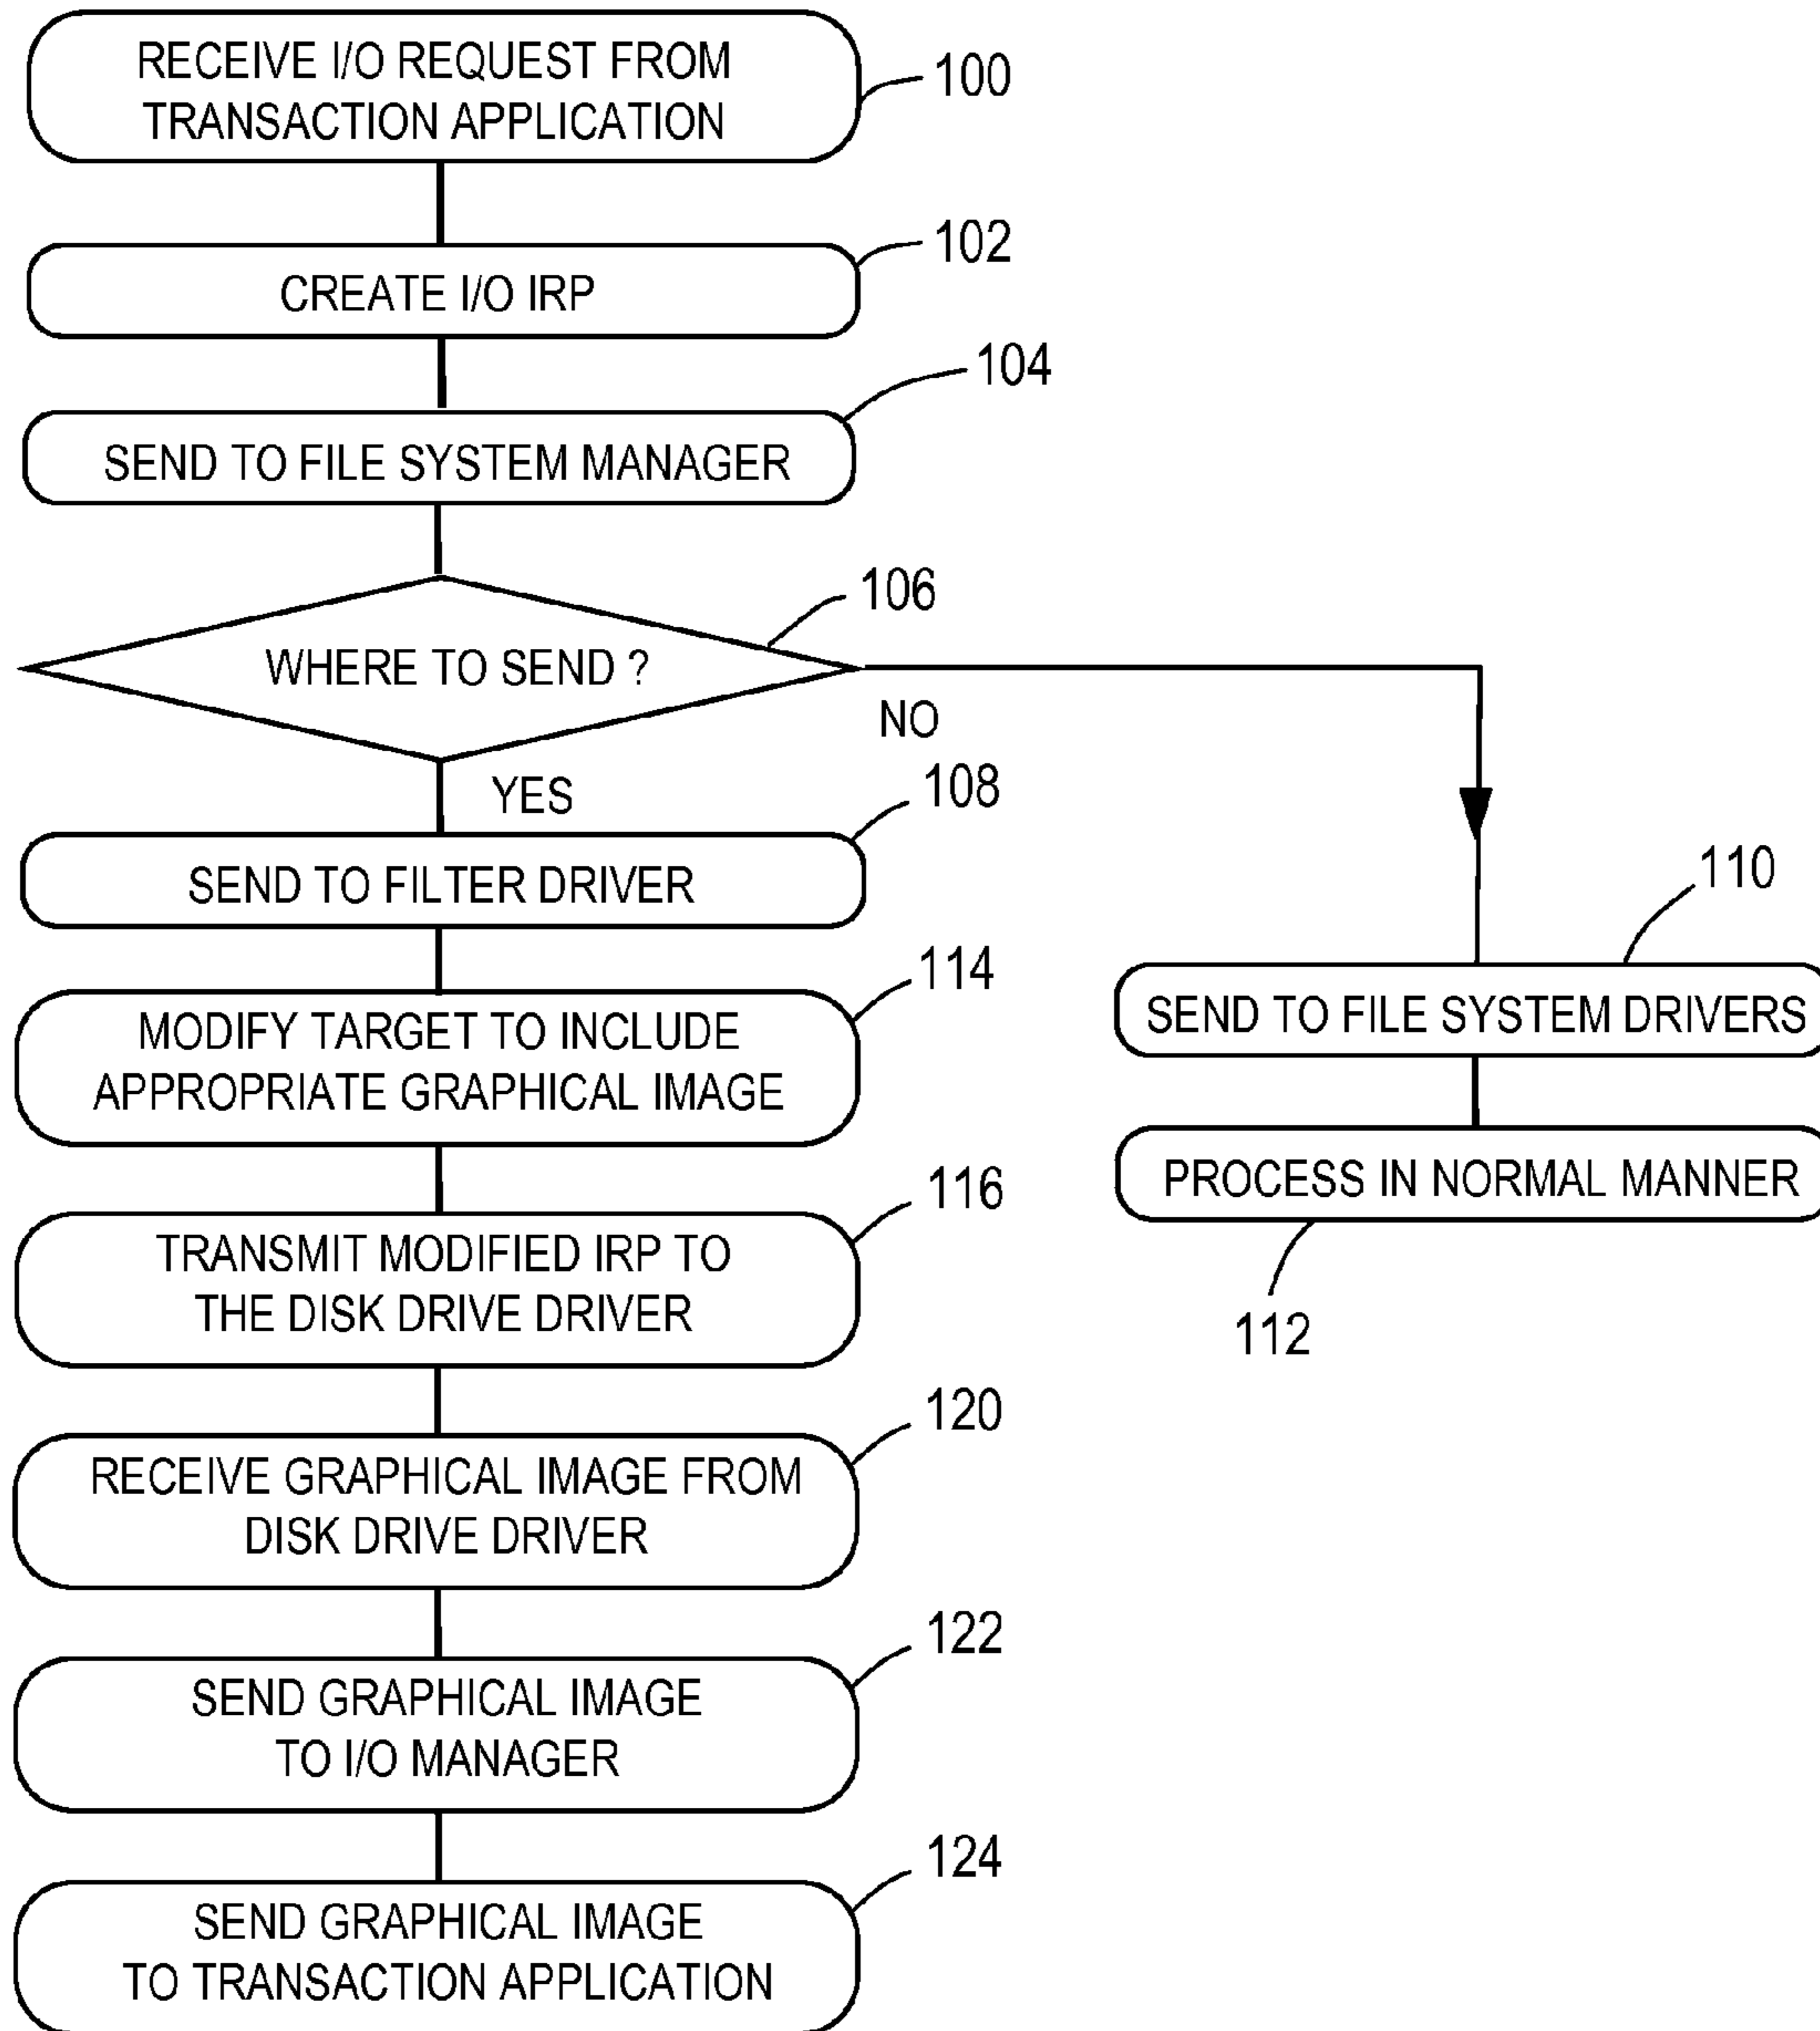 RECEIVE I/O REQUEST FROM
TRANSACTION APPLICATION
100
CREATE I/O IRP
102
SEND TO FILE SYSTEM MANAGER
104
WHERE TO SEND ?
106
NO
YES
SEND TO FILTER DRIVER
108
SEND TO FILE SYSTEM DRIVERS
110
PROCESS IN NORMAL MANNER
112
MODIFY TARGET TO INCLUDE
APPROPRIATE GRAPHICAL IMAGE
114
TRANSMIT MODIFIED IRP TO
THE DISK DRIVE DRIVER
116
RECEIVE GRAPHICAL IMAGE FROM
DISK DRIVE DRIVER
120
SEND GRAPHICAL IMAGE
TO I/O MANAGER
122
SEND GRAPHICAL IMAGE
TO TRANSACTION APPLICATION
124